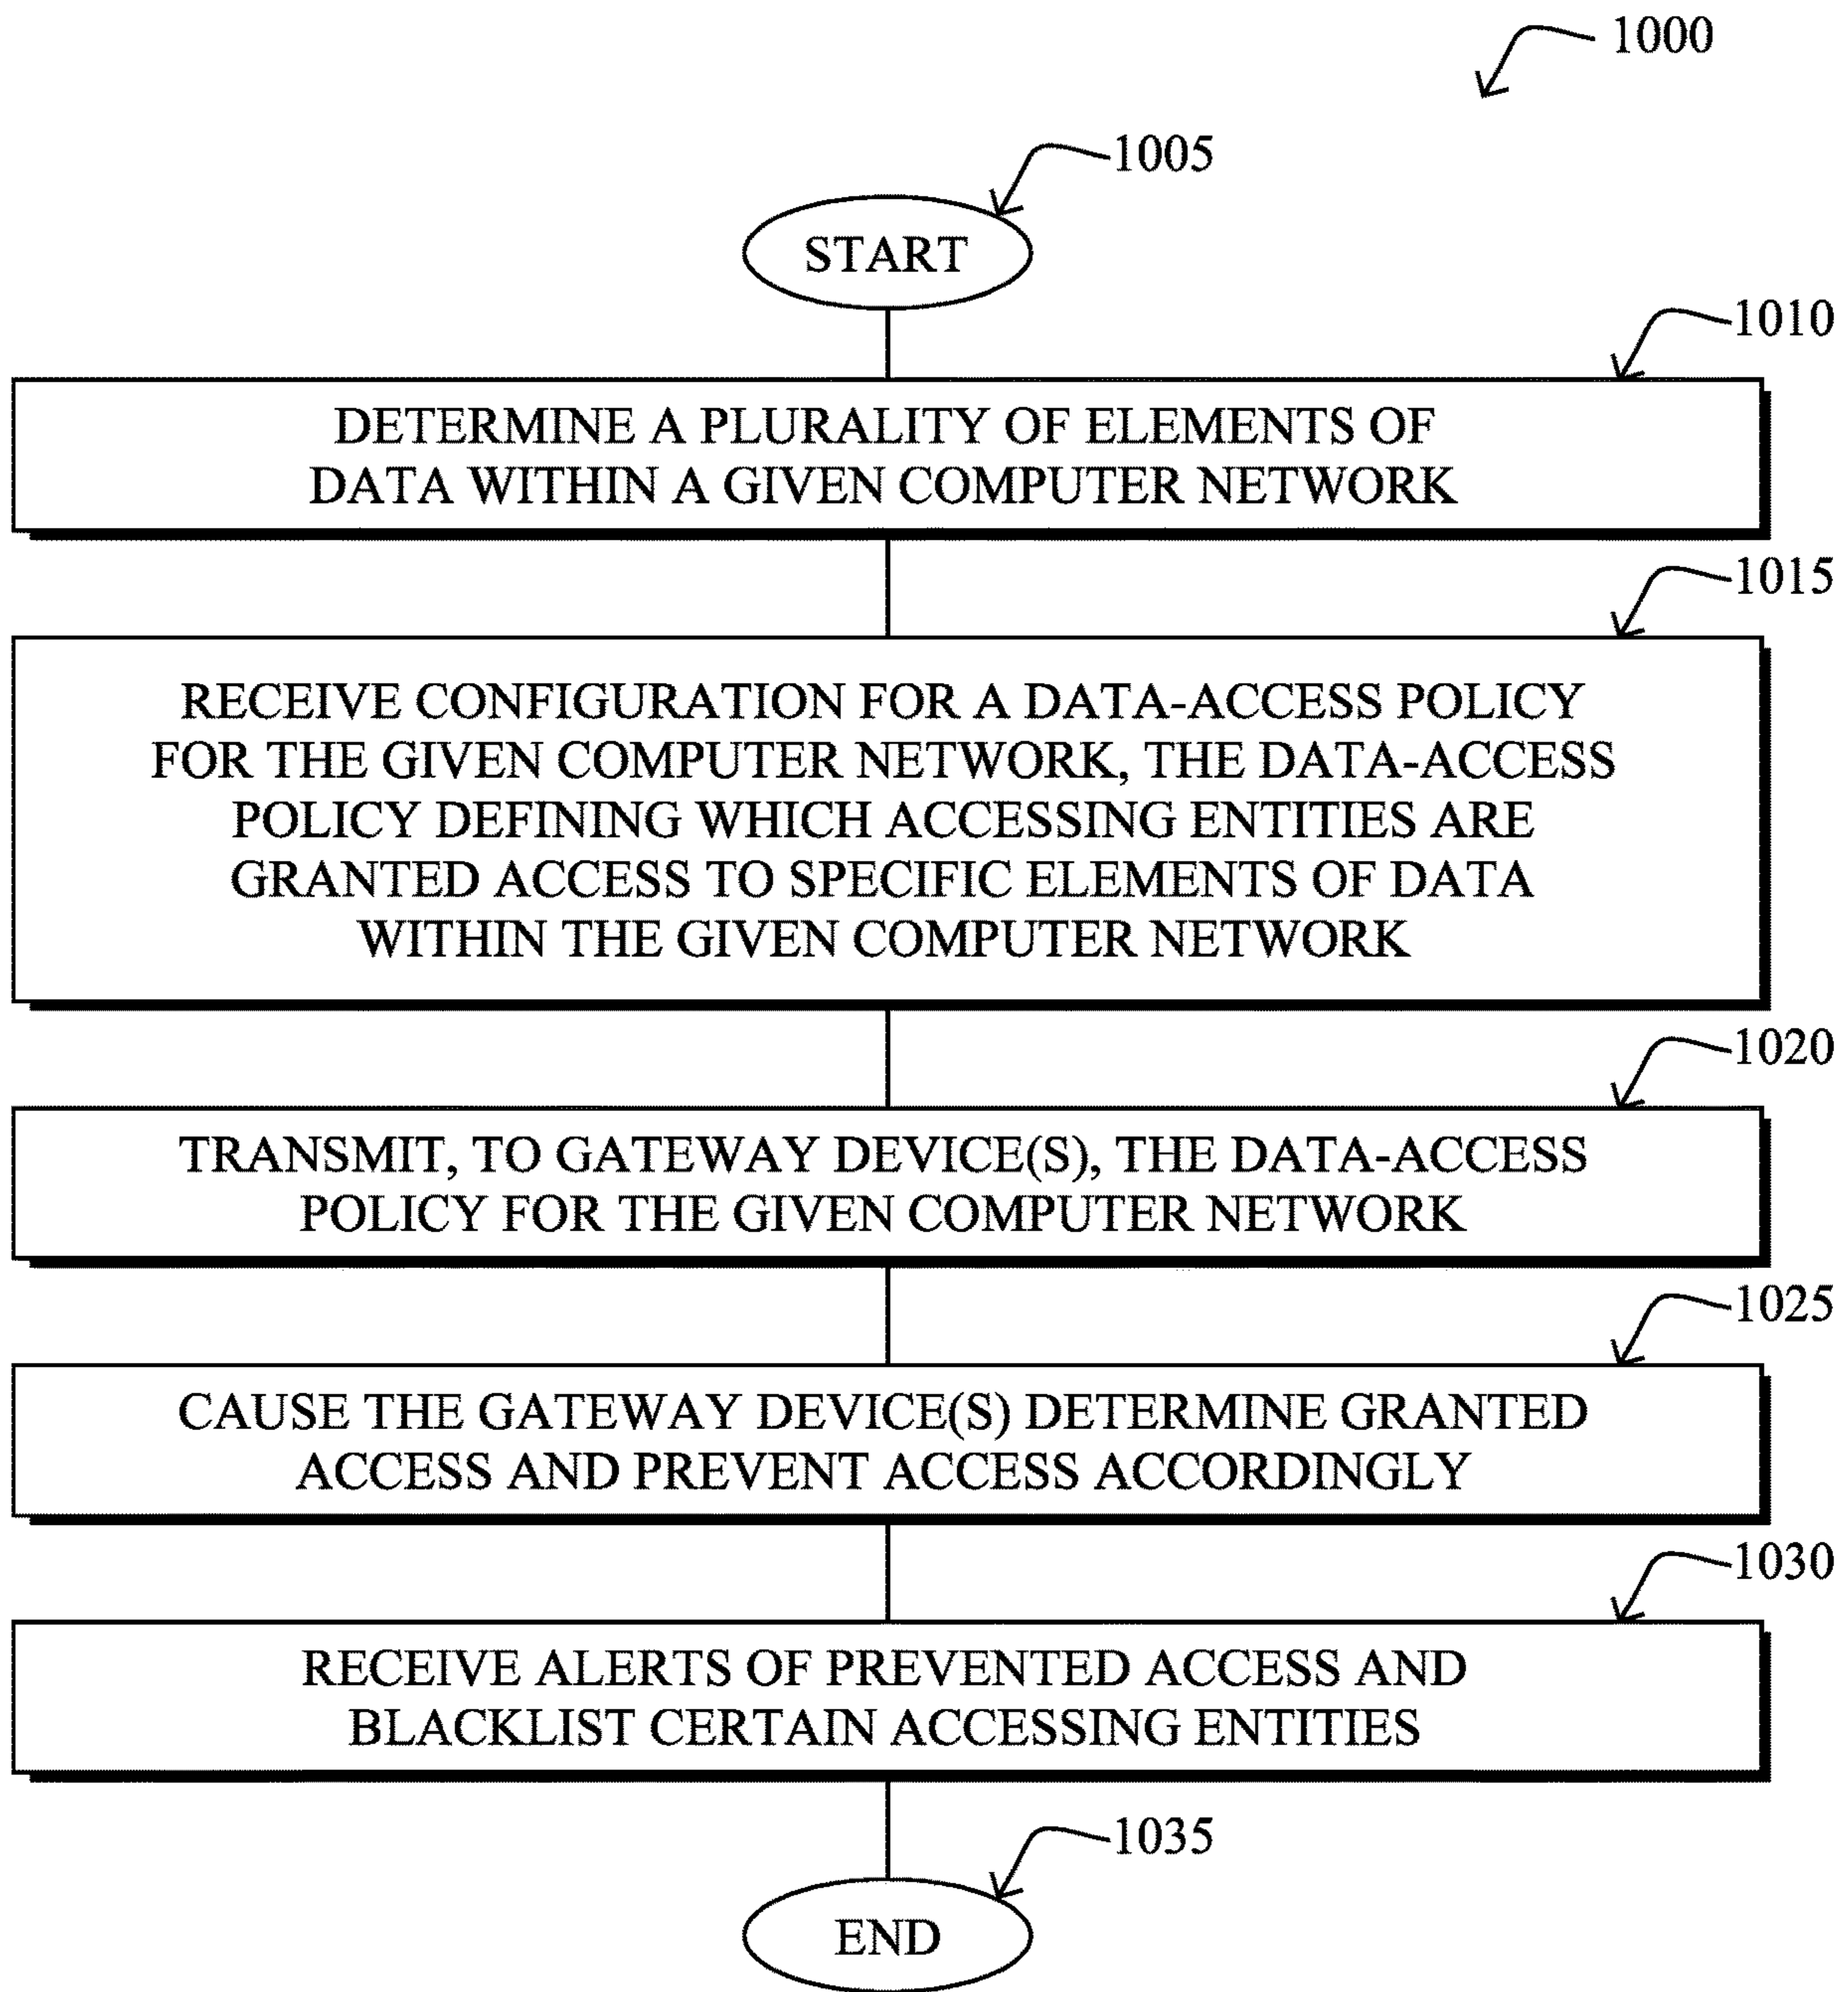 1000
1005
START
1010
DETERMINE A PLURALITY OF ELEMENTS OF
DATA WITHIN A GIVEN COMPUTER NETWORK
1015
RECEIVE CONFIGURATION FOR A DATA-ACCESS POLICY
FOR THE GIVEN COMPUTER NETWORK, THE DATA-ACCESS
POLICY DEFINING WHICH ACCESSING ENTITIES ARE
GRANTED ACCESS TO SPECIFIC ELEMENTS OF DATA
WITHIN THE GIVEN COMPUTER NETWORK
1020
TRANSMIT, TO GATEWAY DEVICE(S), THE DATA-ACCESS
POLICY FOR THE GIVEN COMPUTER NETWORK
1025
CAUSE THE GATEWAY DEVICE(S) DETERMINE GRANTED
ACCESS AND PREVENT ACCESS ACCORDINGLY
1030
RECEIVE ALERTS OF PREVENTED ACCESS AND
BLACKLIST CERTAIN ACCESSING ENTITIES
1035
END